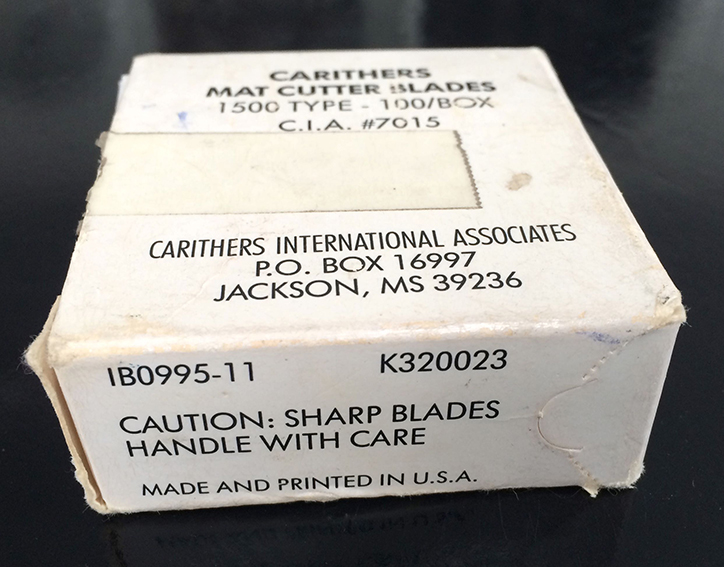 CARITHERS
MAT CUTTER BLADES
1500 TYPE - 100/BOX
C.I.A. #7015
CARITHERS INTERNATIONAL ASSOCIATES
P.O. BOX 16997
JACKSON, MS 39236
IB0995-11 K320023
CAUTION: SHARP BLADES
HANDLE WITH CARE
MADE AND PRINTED IN U.S.A.